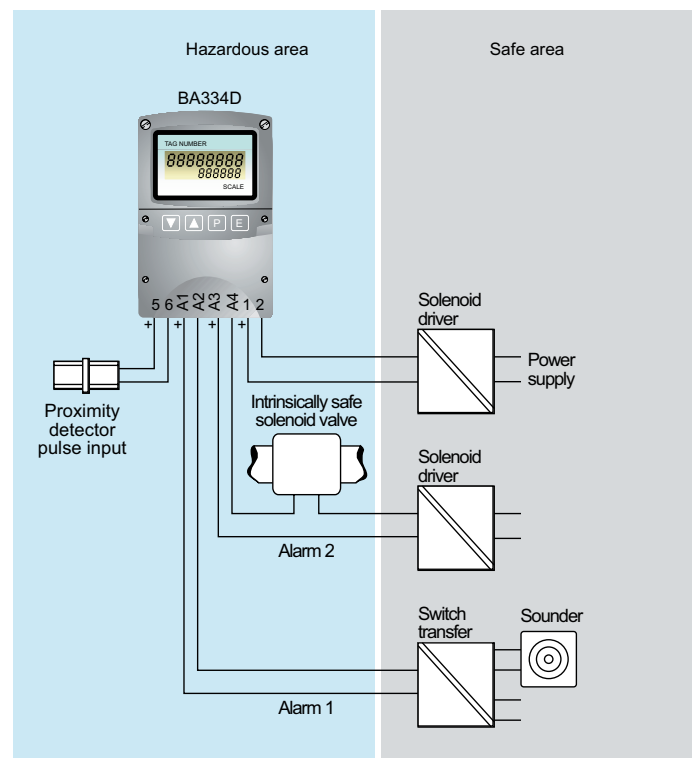 Hazardous area
Safe area
BA334D
TAG NUMBER
88888888
888888
SCALE
P E
5 6 A1 A2 A3 A4 1 2
+ + + +
Solenoid
driver
Power
supply
Proximity
detector
pulse input
Intrinsically safe
solenoid valve
Solenoid
driver
Alarm 2
Switch
transfer
Sounder
Alarm 1